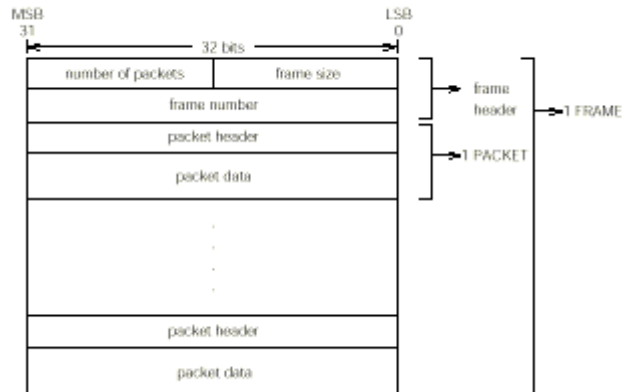 MSB
LSB
31
0
32 bits
number of packets
frame size
frame number
packet header
packet data
frame
header
1 FRAME
1 PACKET
packet header
packet data